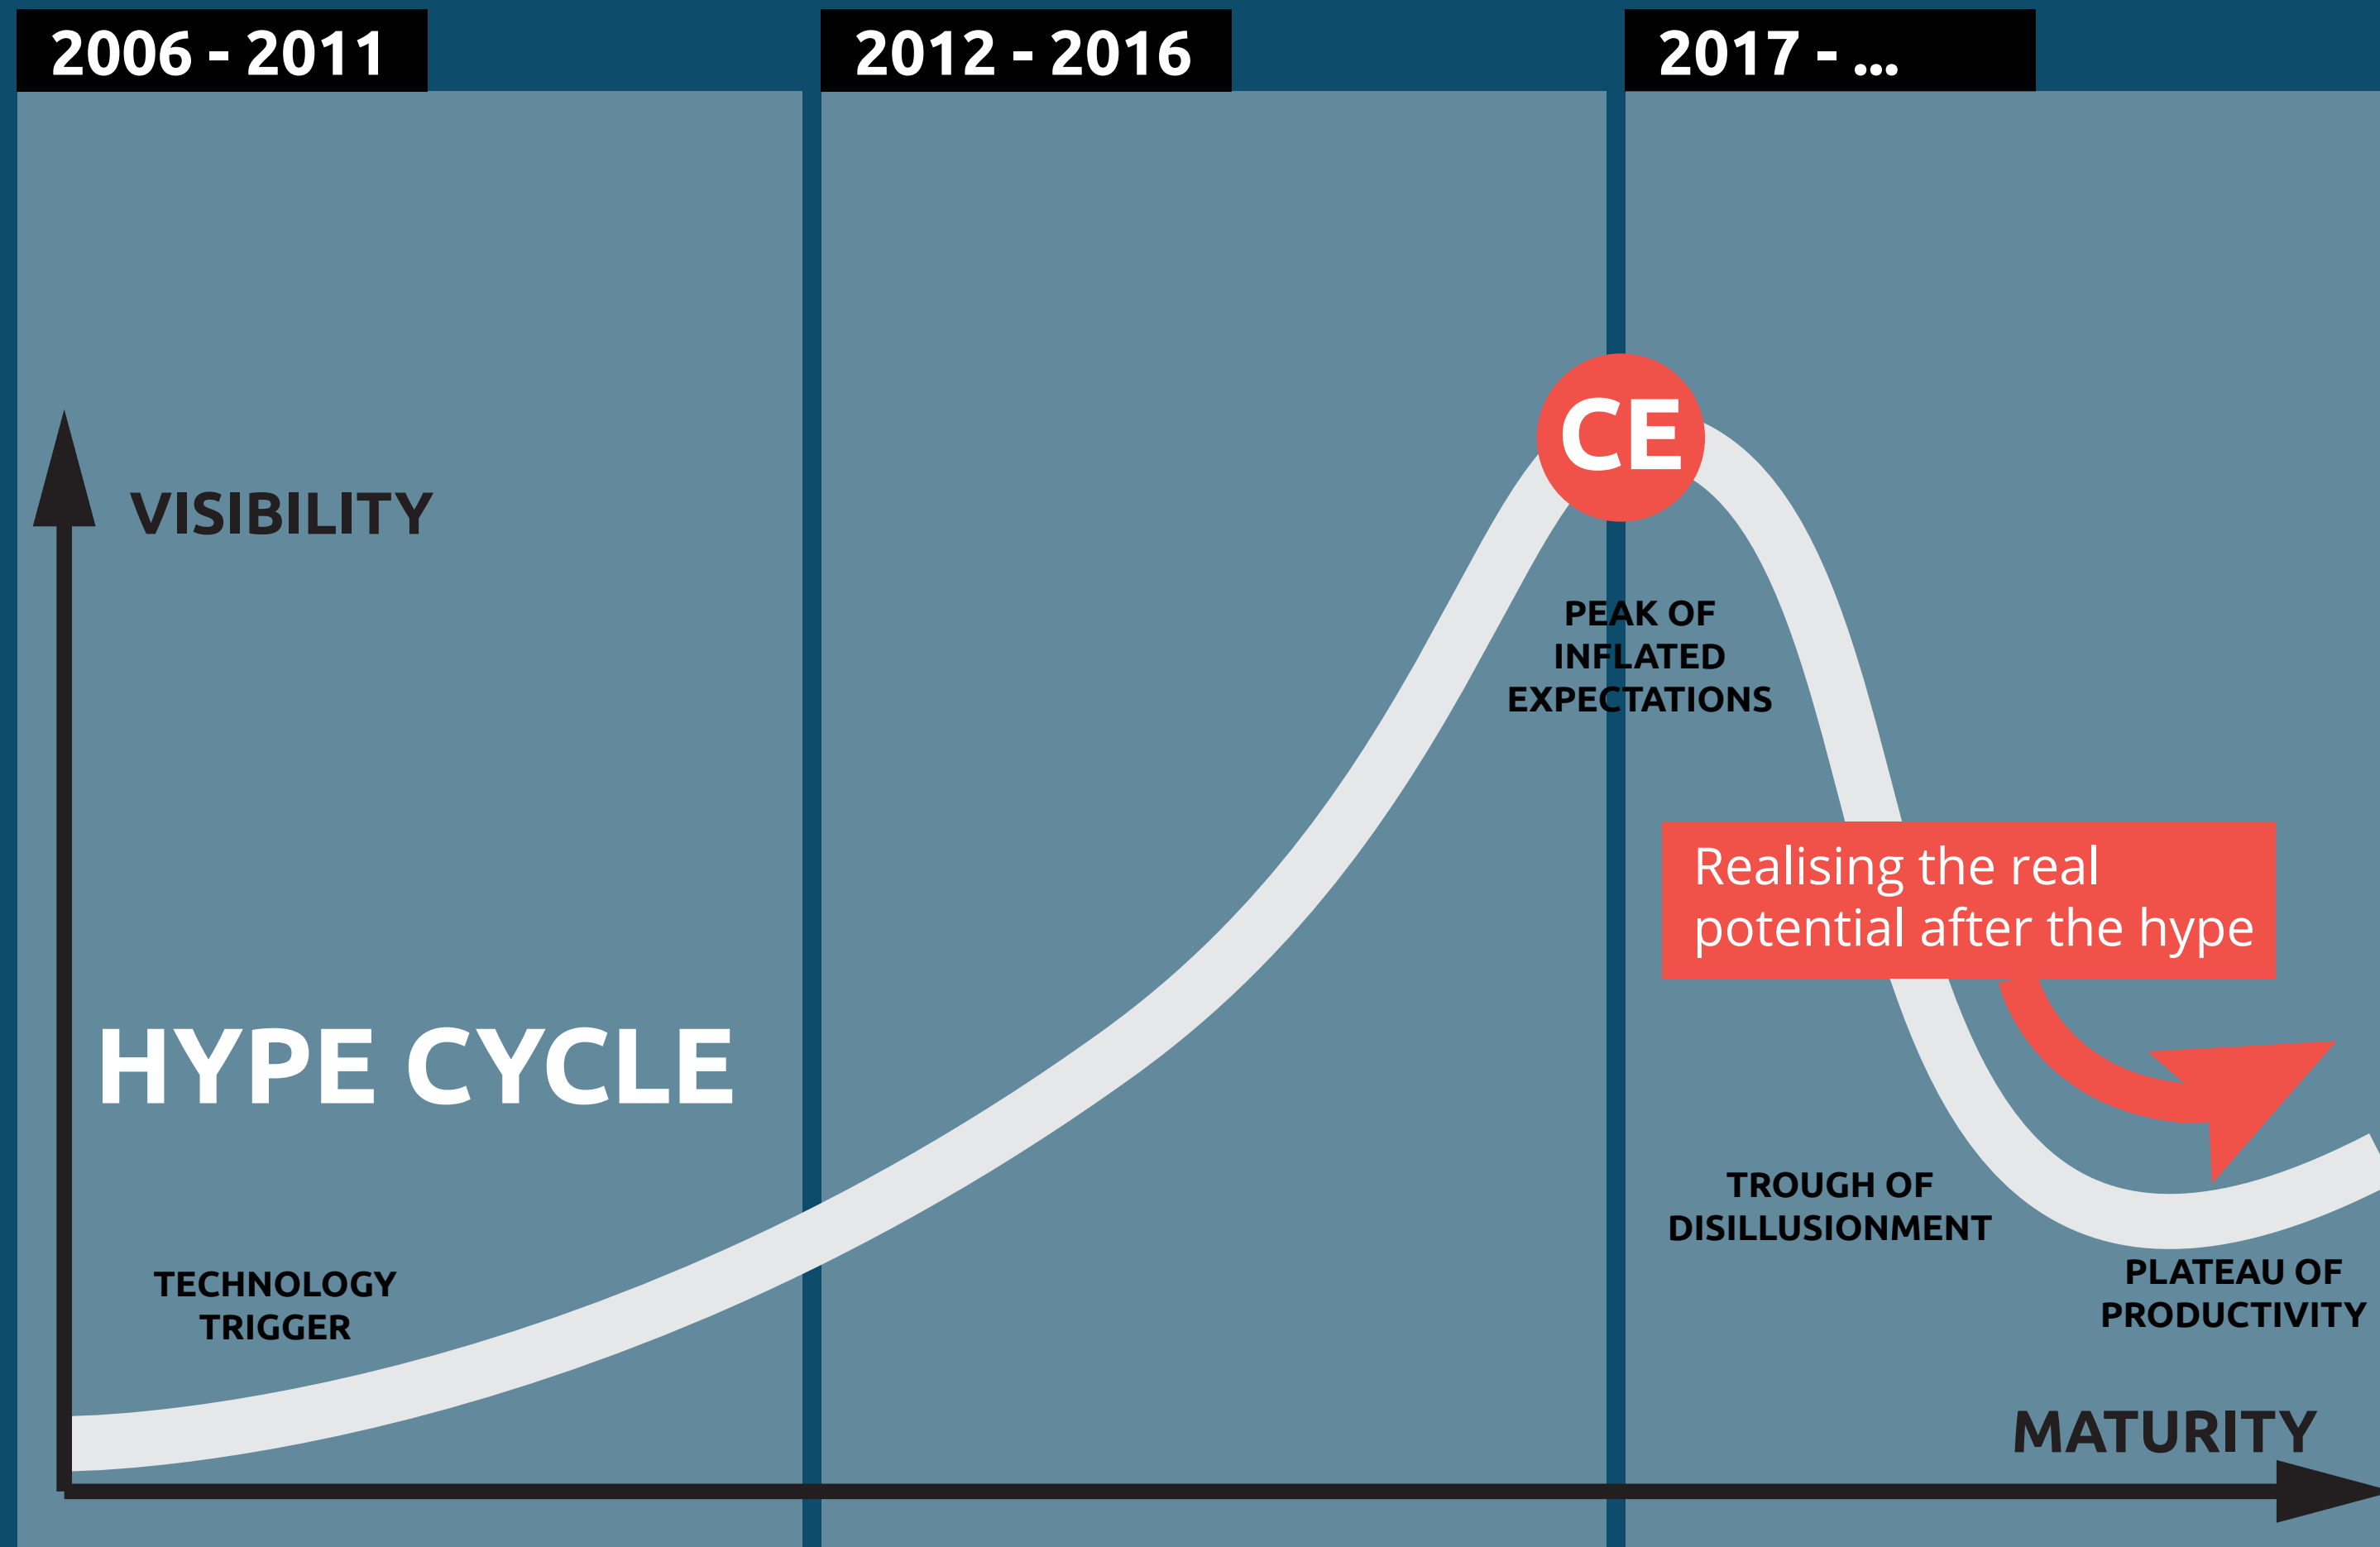 2006 - 2011
2012 - 2016
2017 - ...
VISIBILITY
CE
PEAK OF
INFLATED
EXPECTATIONS
Realising the real
potential after the hype
HYPE CYCLE
TROUGH OF
DISILLUSIONMENT
TECHNOLOGY
TRIGGER
PLATEAU OF
PRODUCTIVITY
MATURITY